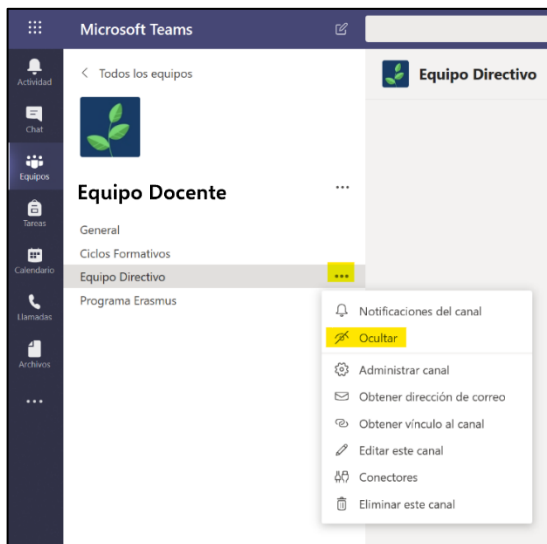 Microsoft Teams
Actividad
Chat
Equipos
Tareas
Calendario
Llamadas
Archivos
...
< Todos los equipos
Equipo Docente ...
General
Ciclos Formativos
Equipo Directivo ...
Programa Erasmus
Equipo Directivo
Notificaciones del canal
Ocultar
Administrar canal
Obtener dirección de correo
Obtener vínculo al canal
Editar este canal
Conectores
Eliminar este canal